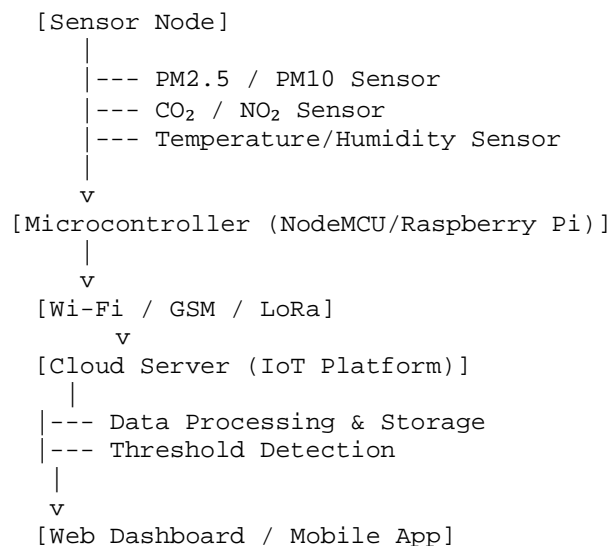 [Sensor Node]
|
|--- PM2.5 / PM10 Sensor
|--- CO₂ / NO₂ Sensor
|--- Temperature/Humidity Sensor
|
v
[Microcontroller (NodeMCU/Raspberry Pi)]
|
v
[Wi-Fi / GSM / LoRa]
v
[Cloud Server (IoT Platform)]
|
|--- Data Processing & Storage
|--- Threshold Detection
|
v
[Web Dashboard / Mobile App]